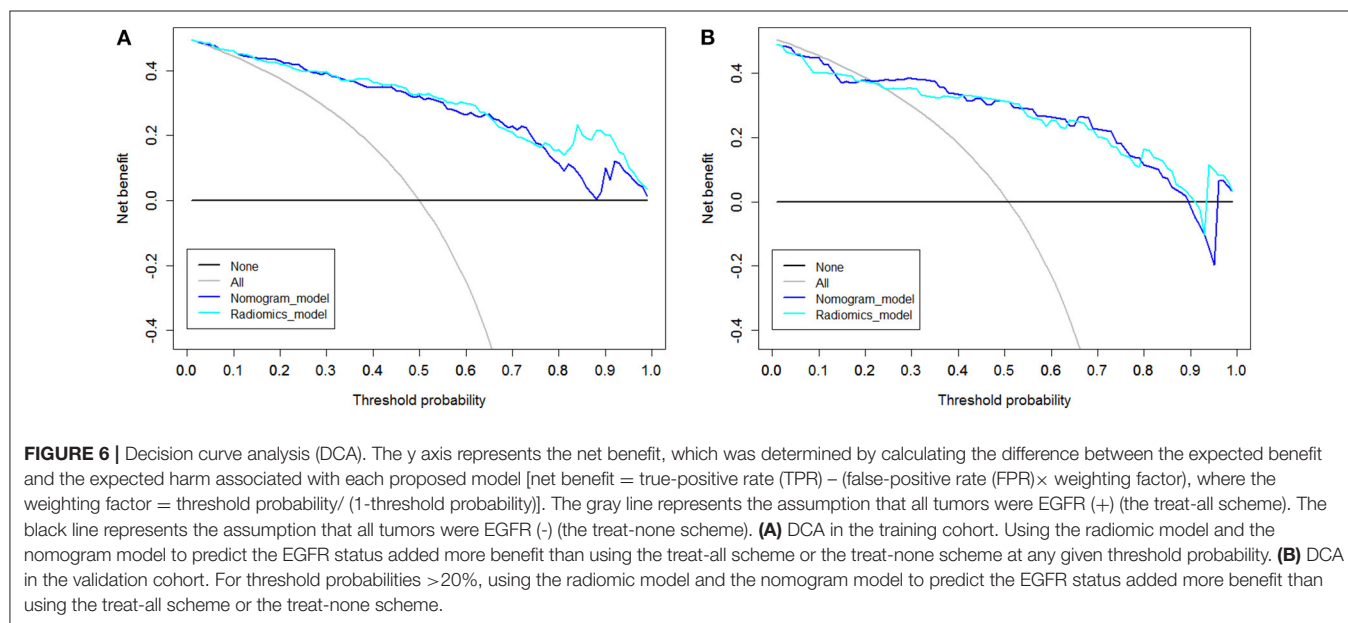 A
Net benefit
0.4
0.2
0.0
-0.2
-0.4
None
All
Nomogram_model
Radiomics_model
0.0 0.1 0.2 0.3 0.4 0.5 0.6 0.7 0.8 0.9 1.0
Threshold probability
B
Net benefit
0.4
0.2
0.0
-0.2
-0.4
None
All
Nomogram_model
Radiomics_model
0.0 0.1 0.2 0.3 0.4 0.5 0.6 0.7 0.8 0.9 1.0
Threshold probability
FIGURE 6 | Decision curve analysis (DCA). The y axis represents the net benefit, which was determined by calculating the difference between the expected benefit
and the expected harm associated with each proposed model [net benefit = true-positive rate (TPR) – (false-positive rate (FPR)× weighting factor), where the
weighting factor = threshold probability/ (1-threshold probability)]. The gray line represents the assumption that all tumors were EGFR (+) (the treat-all scheme). The
black line represents the assumption that all tumors were EGFR (-) (the treat-none scheme). (A) DCA in the training cohort. Using the radiomic model and the
nomogram model to predict the EGFR status added more benefit than using the treat-all scheme or the treat-none scheme at any given threshold probability. (B) DCA
in the validation cohort. For threshold probabilities >20%, using the radiomic model and the nomogram model to predict the EGFR status added more benefit than
using the treat-all scheme or the treat-none scheme.